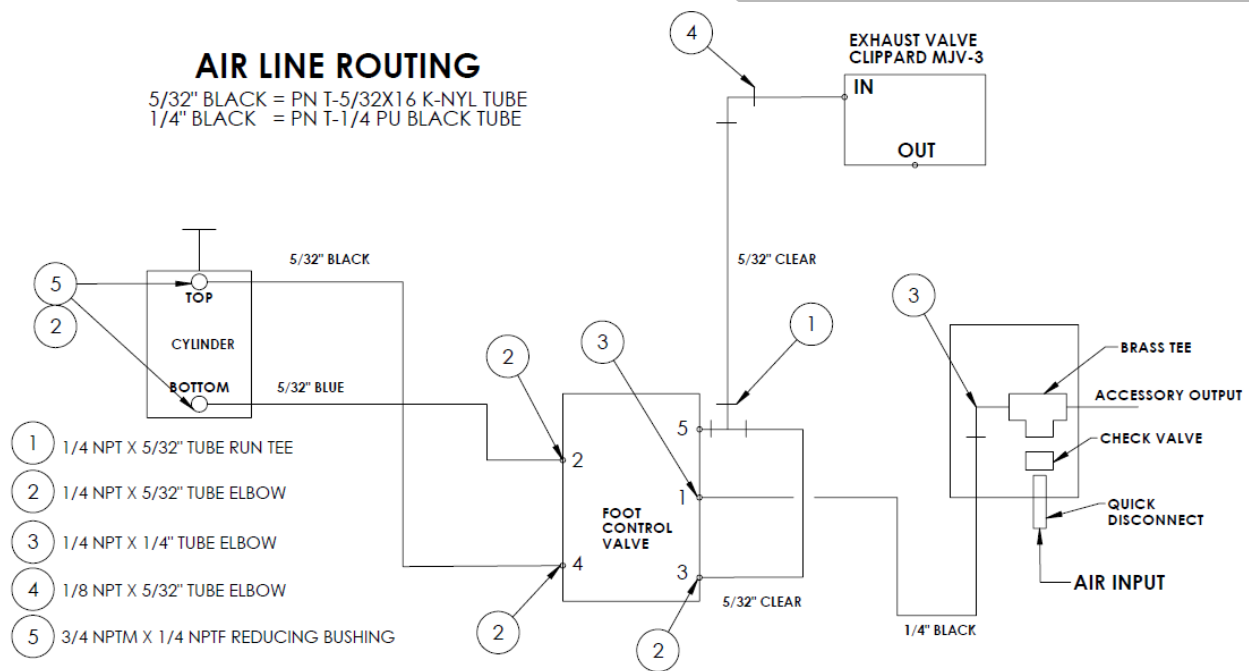 AIR LINE ROUTING
5/32" BLACK = PN T-5/32X16 K-NYL TUBE
1/4" BLACK = PN T-1/4 PU BLACK TUBE
4
EXHAUST VALVE
CLIPPARD MJV-3
IN
OUT
5/32" BLACK
5/32" CLEAR
5
2
TOP
CYLINDER
BOTTOM
5/32" BLUE
2
3
1
3
BRASS TEE
ACCESSORY OUTPUT
CHECK VALVE
QUICK
DISCONNECT
AIR INPUT
5
2
1
FOOT
CONTROL
VALVE
4
3
5/32" CLEAR
1/4" BLACK
2
2
1 1/4 NPT X 5/32" TUBE RUN TEE
2 1/4 NPT X 5/32" TUBE ELBOW
3 1/4 NPT X 1/4" TUBE ELBOW
4 1/8 NPT X 5/32" TUBE ELBOW
5 3/4 NPTM X 1/4 NPTF REDUCING BUSHING